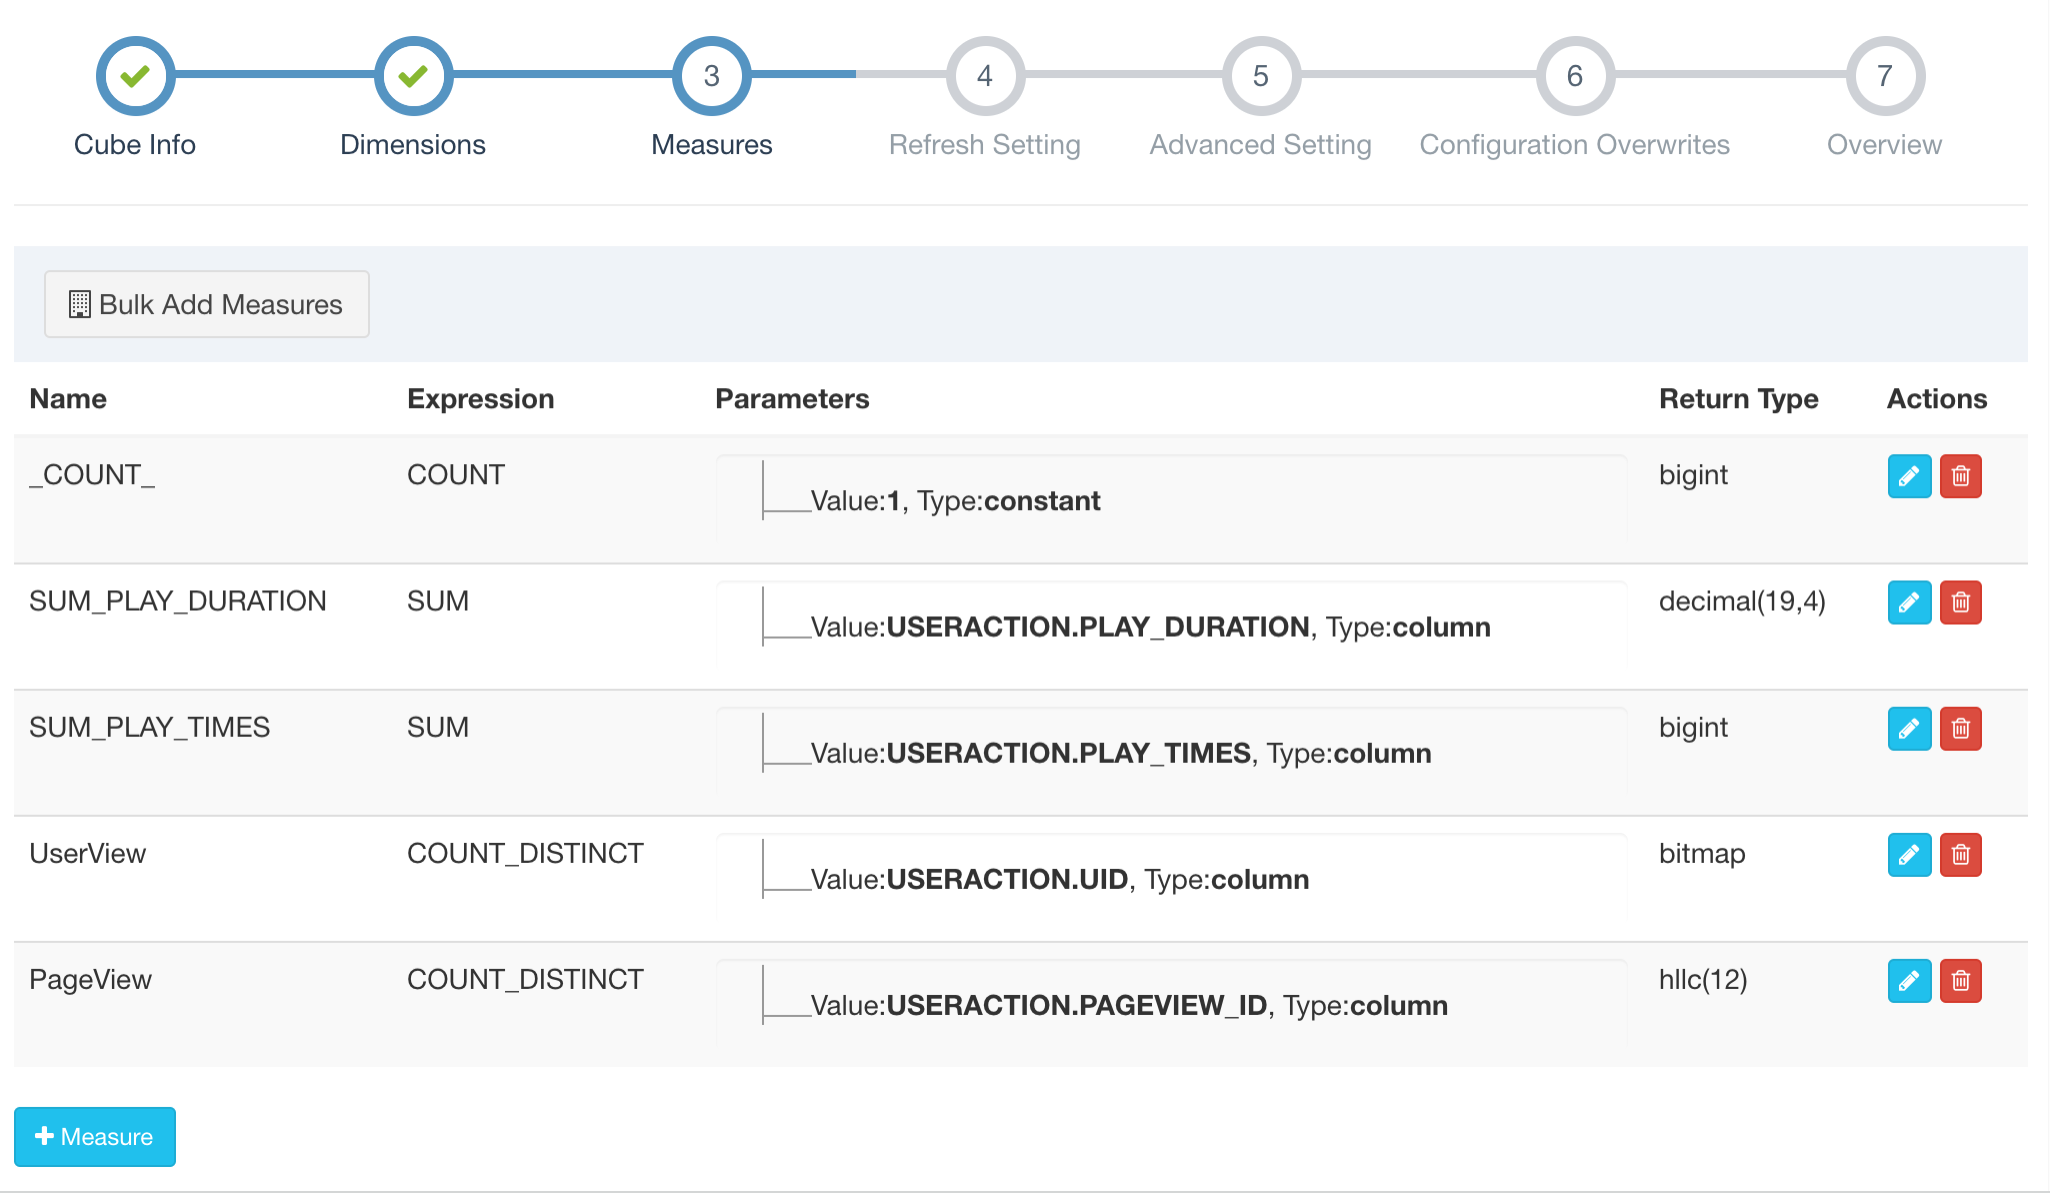 3 4 5 6 7
Cube Info Dimensions Measures Refresh Setting Advanced Setting Configuration Overwrites Overview
Bulk Add Measures
Name Expression Parameters Return Type Actions
_COUNT_ COUNT Value:1, Type:constant bigint
SUM_PLAY_DURATION SUM Value:USERACTION.PLAY_DURATION, Type:column decimal(19,4)
SUM_PLAY_TIMES SUM Value:USERACTION.PLAY_TIMES, Type:column bigint
UserView COUNT_DISTINCT Value:USERACTION.UID, Type:column bitmap
PageView COUNT_DISTINCT Value:USERACTION.PAGEVIEW_ID, Type:column hllc(12)
Measure